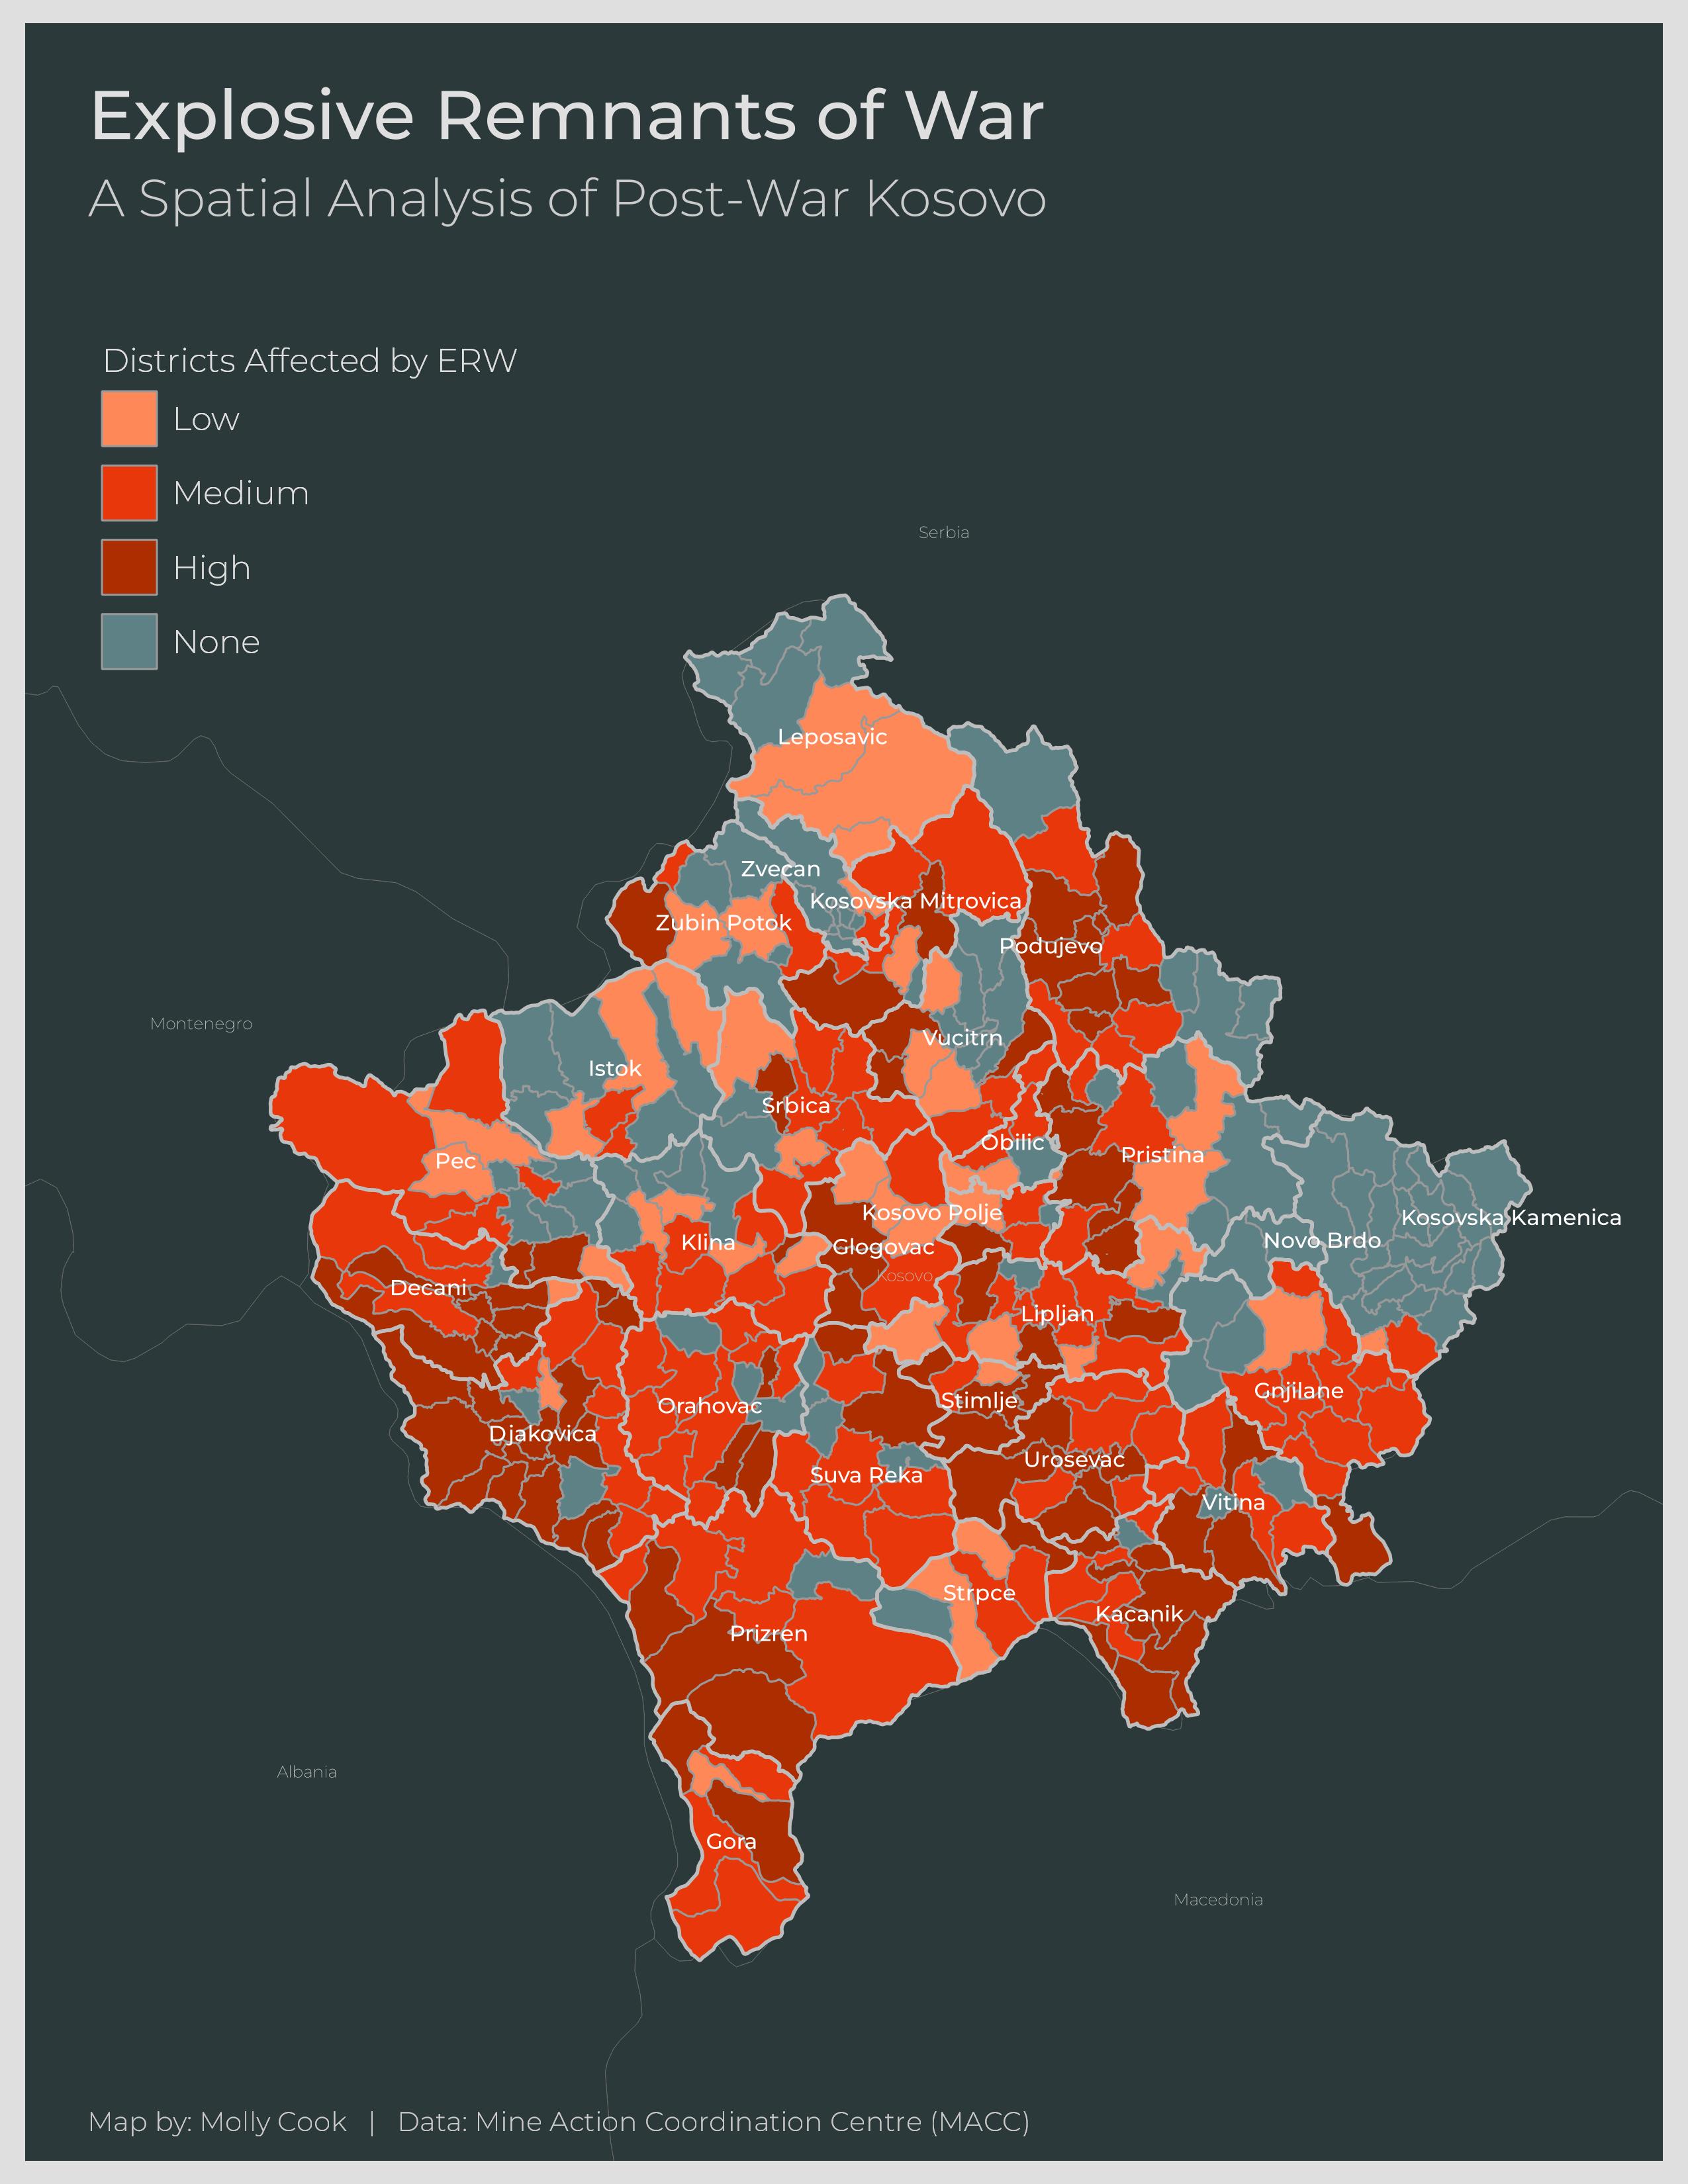 Explosive Remnants of War
A Spatial Analysis of Post-War Kosovo
Districts Affected by ERW
Low
Medium
High
None
Serbia
Leposavic
Zvecan
Kosovska Mitrovica
Zubin Potok
Podujevo
Montenegro
Vucitrn
Istok
Srbica
Obilic
Pristina
Pec
Kosovo Polje
Kosovska Kamenica
Klina
Glogovac
Novo Brdo
Kosovo
Decani
Lipljan
Gnjilane
Stimlje
Orahovac
Djakovica
Urosevac
Suva Reka
Vitina
Strpce
Kacanik
Prizren
Albania
Gora
Macedonia
Map by: Molly Cook | Data: Mine Action Coordination Centre (MACC)